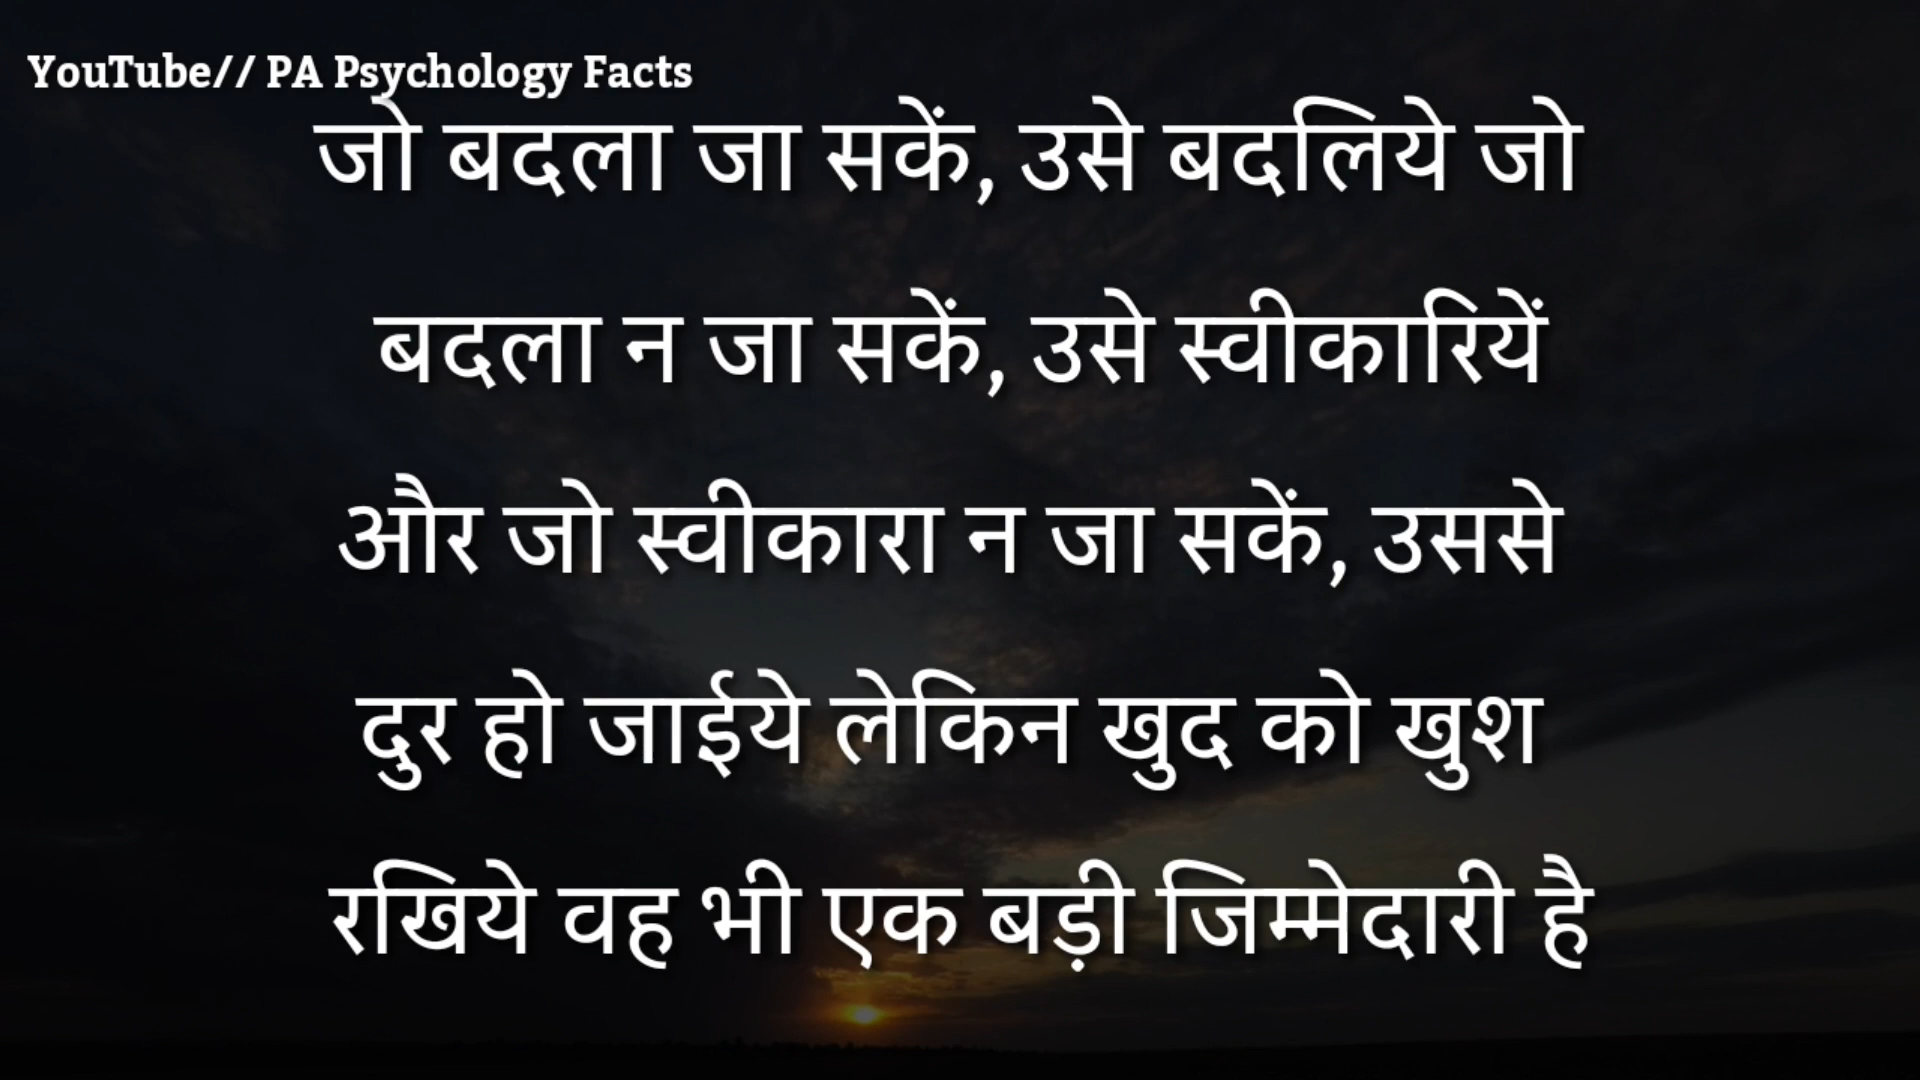 YouTube// PA Psychology Facts
जो बदला जा सकें, उसे बदलिये जो
बदला न जा सकें, उसे स्वीकारियें
और जो स्वीकारा न जा सकें, उससे
दुर हो जाईये लेकिन खुद को खुश
रखिये वह भी एक बड़ी जिम्मेदारी है